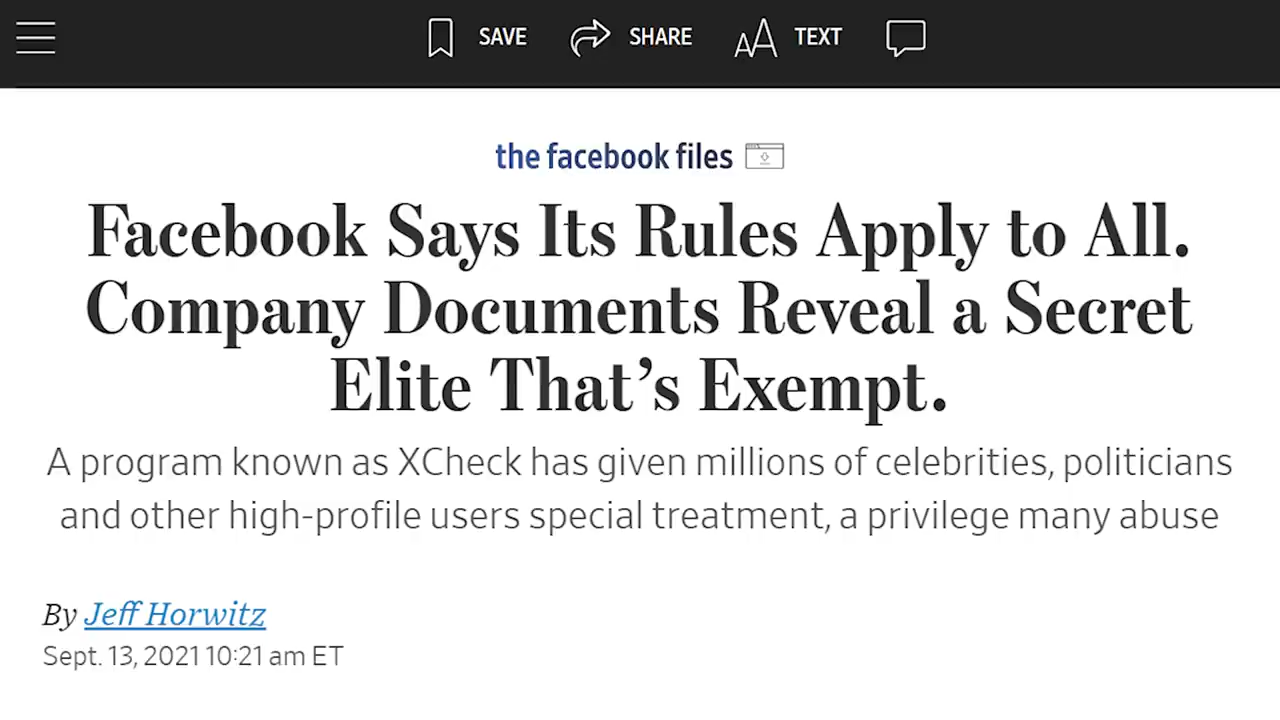 SAVE SHARE TEXT
the facebook files
Facebook Says Its Rules Apply to All.
Company Documents Reveal a Secret
Elite That’s Exempt.
A program known as XCheck has given millions of celebrities, politicians
and other high-profile users special treatment, a privilege many abuse
By Jeff Horwitz
Sept. 13, 2021 10:21 am ET